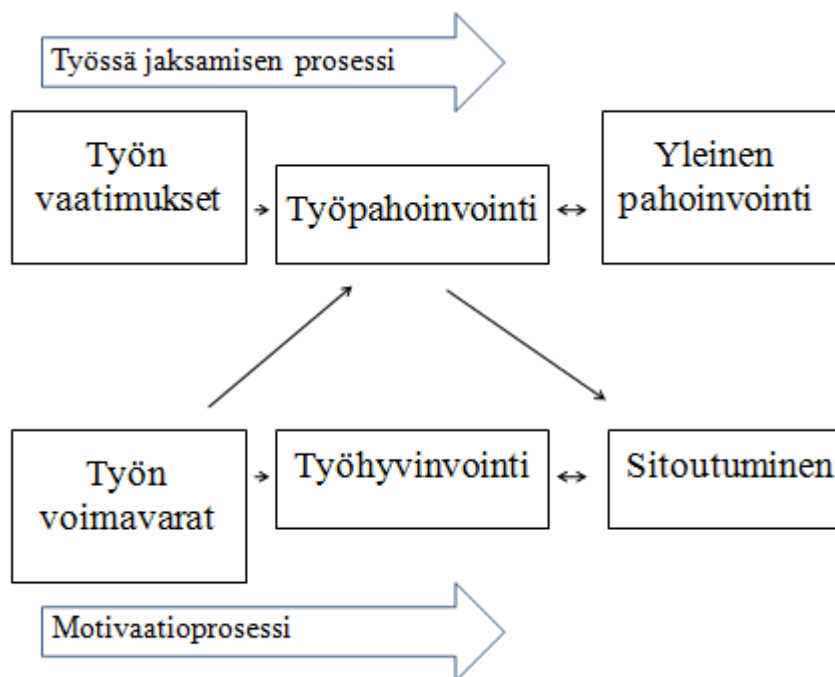 Työssä jaksamisen prosessi
Työn
vaatimukset
Työpahoinvointi
Yleinen
pahoinvointi
Työn
voimavarat
Työhyvinvointi
Sitoutuminen
Motivaatioprosessi